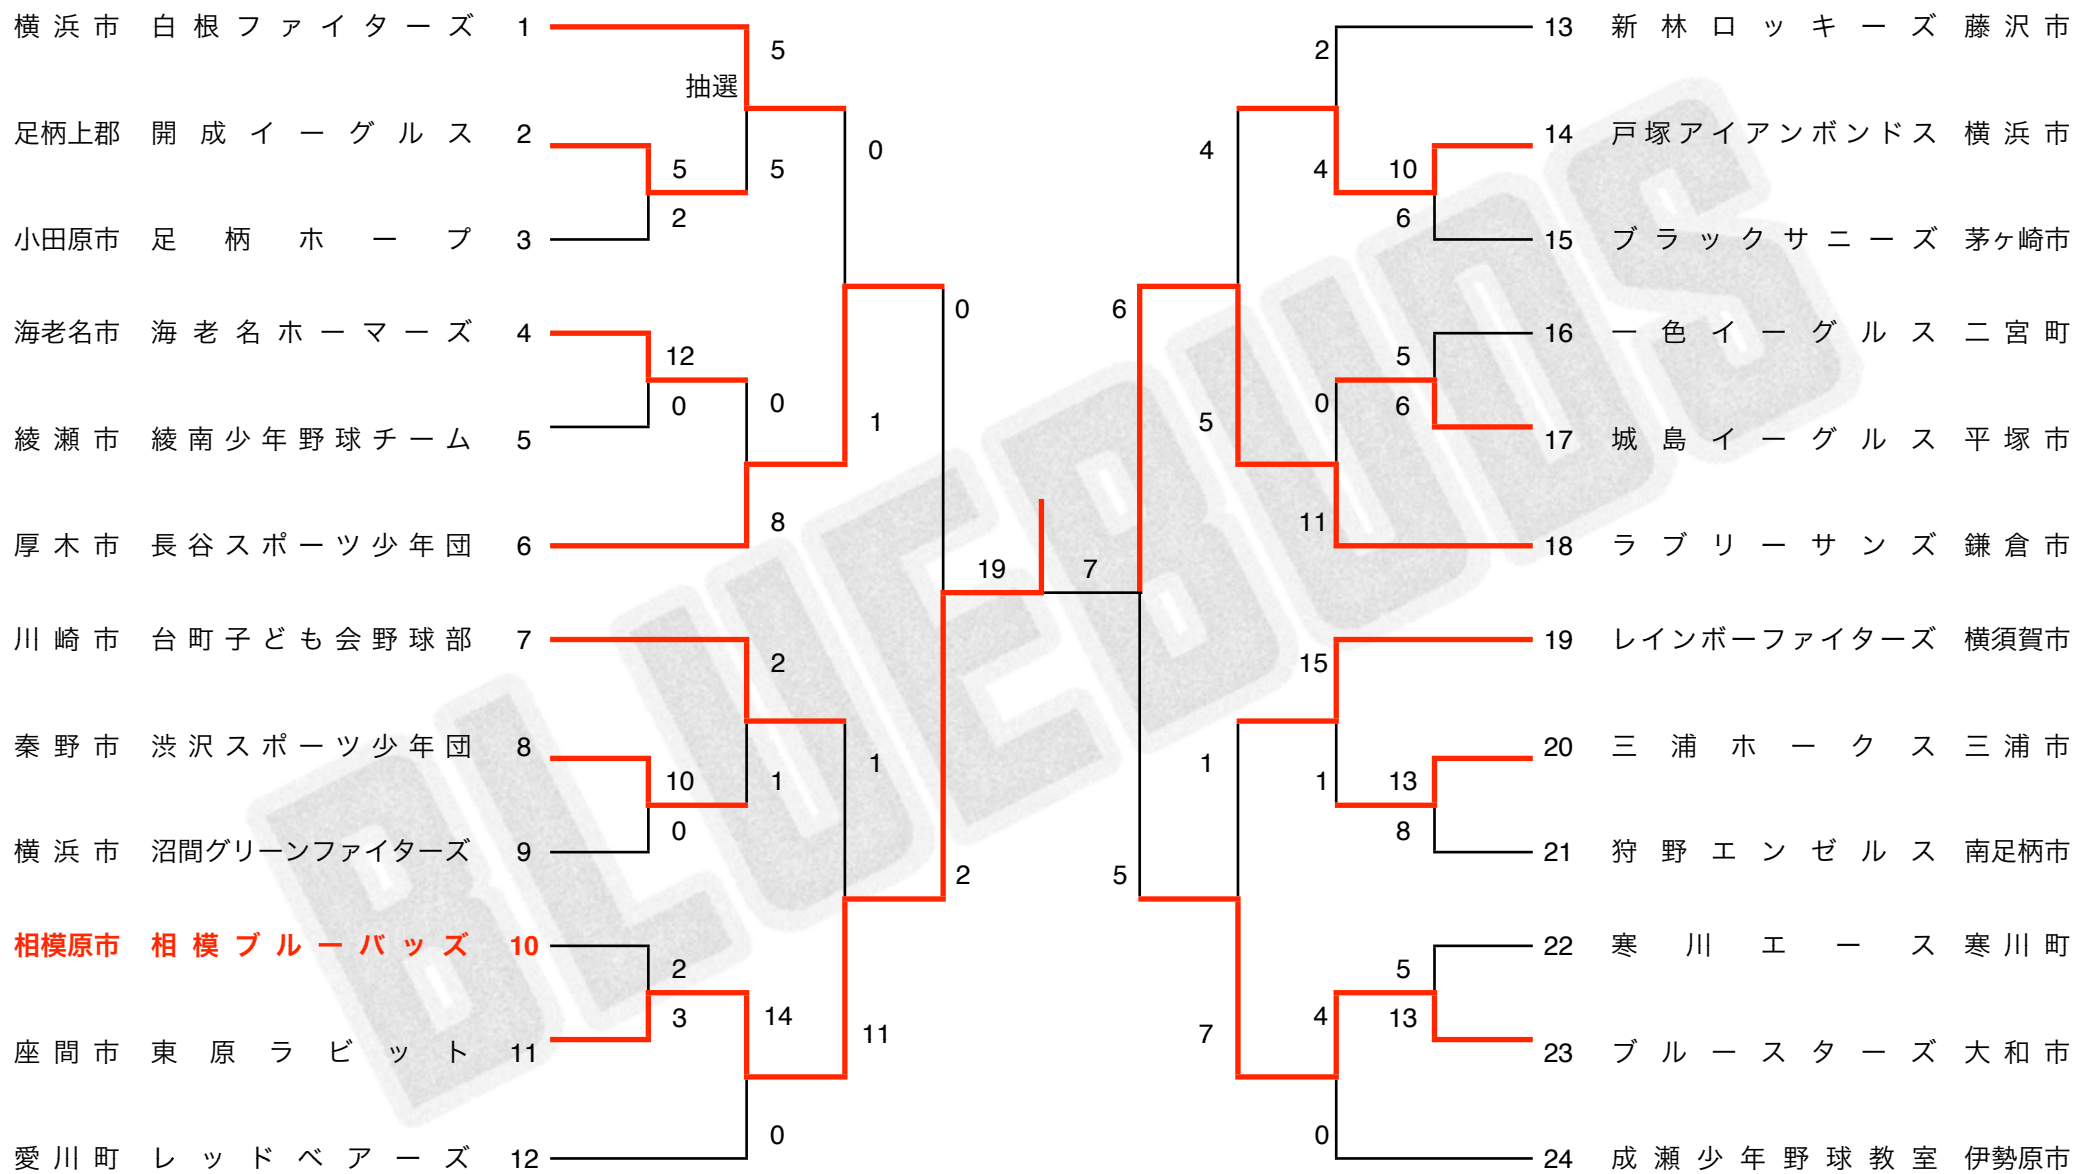 横浜市 白根ファイターズ 1
5
抽選
足柄上郡 開成イーグルス 2
5
5
0
小田原市 足柄ホープ 3
2
海老名市 海老名ホーマーズ 4
12
0
綾瀬市 綾南少年野球チーム 5
0
1
厚木市 長谷スポーツ少年団 6
8
0
川崎市 台町子ども会野球部 7
2
秦野市 渋沢スポーツ少年団 8
10
1
1
横浜市 沼間グリーンファイターズ 9
0
2
相模原市 相模ブルーバッズ 10
2
座間市 東原ラビット 11
3
14
11
愛川町 レッドベアーズ 12
0
19 7
13 新林ロッキーズ 藤沢市
2
14 戸塚アイアンボンドス 横浜市
4
4
10
15 ブラックサニーズ 茅ヶ崎市
6
6
16 一色イーグルス 二宮町
5
17 城島イーグルス 平塚市
5
0
6
18 ラブリーサンズ 鎌倉市
11
19 レインボーファイターズ 横須賀市
15
20 三浦ホークス 三浦市
1
1
13
21 狩野エンゼルス 南足柄市
8
5
22 寒川エース 寒川町
5
23 ブルースターズ 大和市
7
4
13
24 成瀬少年野球教室 伊勢原市
0
BLUEBUDS